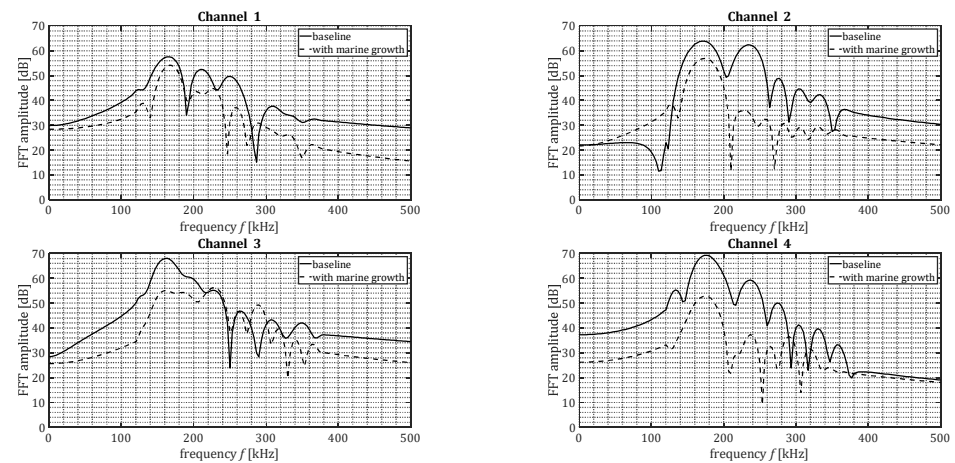 Channel 1
70
60
50
40
30
20
10
0
FFT amplitude [dB]
baseline
with marine growth
0 100 200 300 400 500
frequency f [kHz]
Channel 2
70
60
50
40
30
20
10
0
FFT amplitude [dB]
baseline
with marine growth
0 100 200 300 400 500
frequency f [kHz]
Channel 3
70
60
50
40
30
20
10
0
FFT amplitude [dB]
baseline
with marine growth
0 100 200 300 400 500
frequency f [kHz]
Channel 4
70
60
50
40
30
20
10
0
FFT amplitude [dB]
baseline
with marine growth
0 100 200 300 400 500
frequency f [kHz]